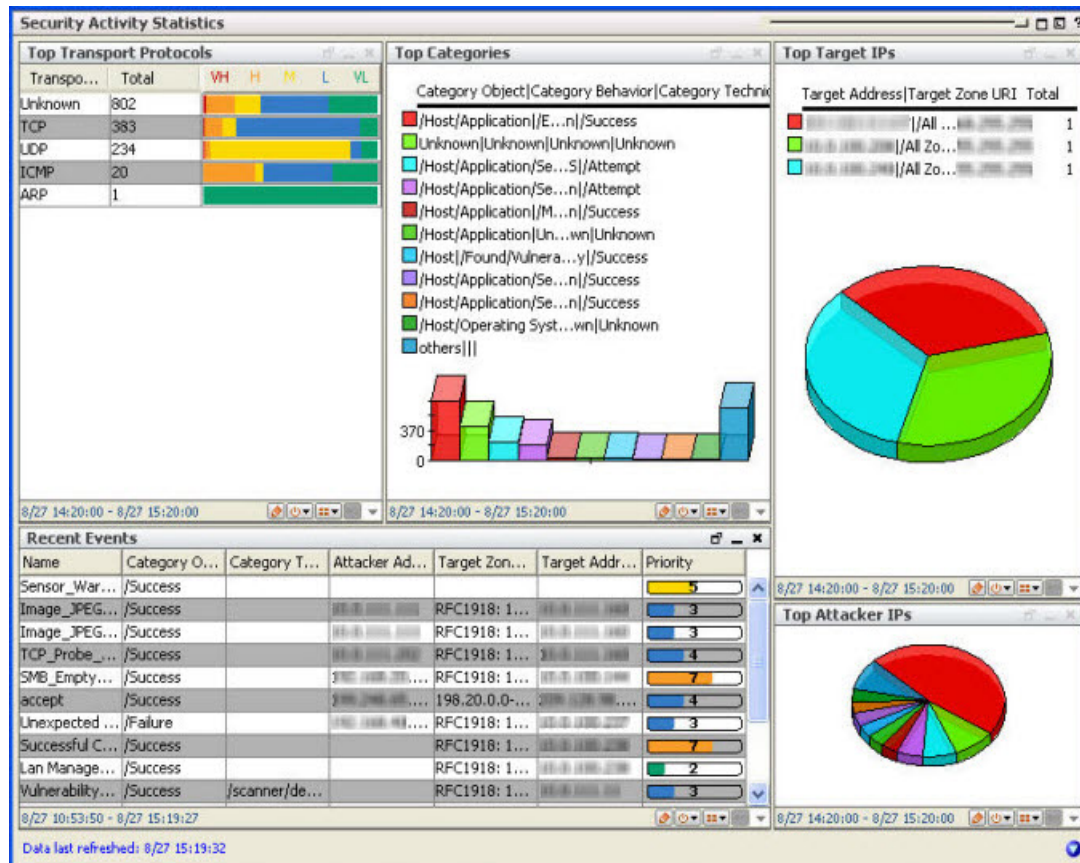 Security Activity Statistics
Top Transport Protocols
Transpo... Total VH H M L VL
Unknown 802
TCP 383
UDP 234
ICMP 20
ARP 1
8/27 14:20:00 - 8/27 15:20:00
Top Categories
Category Object|Category Behavior|Category Techni
/Host/Application|/E...n|/Success
Unknown|Unknown|Unknown|Unknown
/Host/Application/Se...S|/Attempt
/Host/Application/Se...n|/Attempt
/Host/Application|/M...n|/Success
/Host/Application|Un...wn|Unknown
/Host|/Found/Vulnera...y|/Success
/Host/Application/Se...n|/Success
/Host/Application/Se...n|/Success
/Host/Operating Syst...wn|Unknown
others|||
370
0
8/27 14:20:00 - 8/27 15:20:00
Top Target IPs
Target Address|Target Zone URI Total
|/All ... 1
|/All Zo... 1
|/All Zo... 1
8/27 14:20:00 - 8/27 15:20:00
Recent Events
Name Category O... Category T... Attacker Ad... Target Zon... Target Addr... Priority
Sensor_War... /Success 5
Image_JPEG... /Success RFC1918: 1... 3
Image_JPEG... /Success RFC1918: 1... 3
TCP_Probe_... /Success RFC1918: 1... 4
SMB_Empty... /Success RFC1918: 1... 7
accept /Success 198.20.0.0-... 4
Unexpected ... /Failure RFC1918: 1... 3
Successful C... /Success RFC1918: 1... 7
Lan Manage... /Success RFC1918: 1... 2
Vulnerability... /Success /scanner/de... RFC1918: 1... 3
8/27 10:53:50 - 8/27 15:19:27
Top Attacker IPs
8/27 14:20:00 - 8/27 15:20:00
Data last refreshed: 8/27 15:19:32